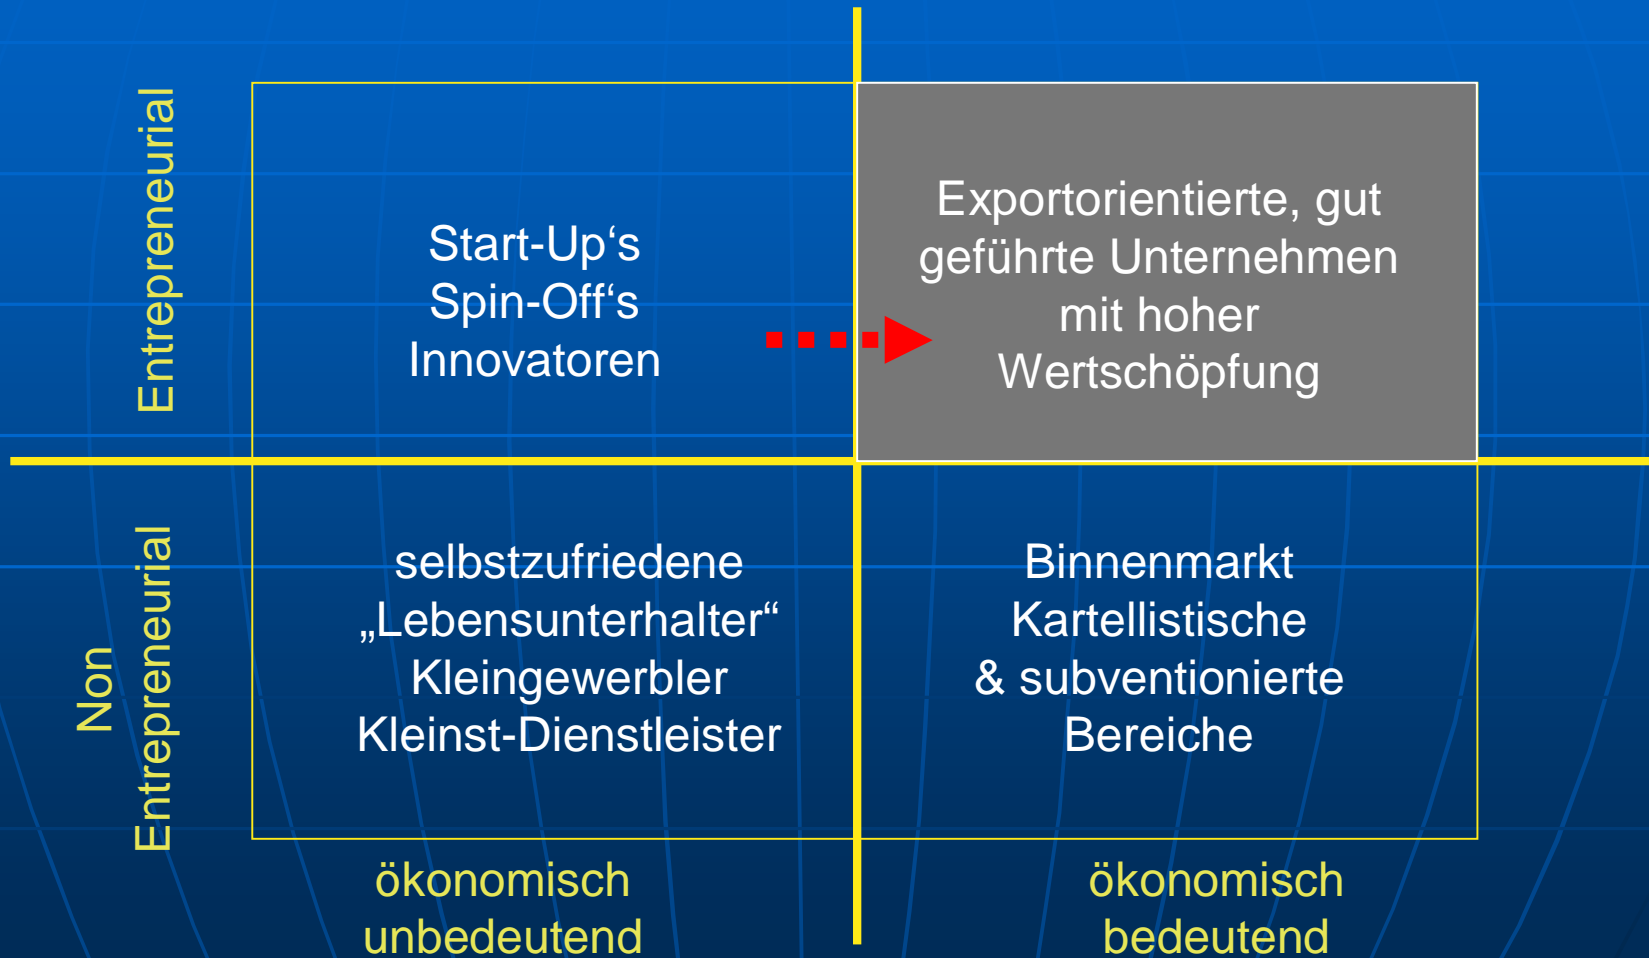 Entrepreneurial
Start-Up‘s
Spin-Off‘s
Innovatoren
Exportorientierte, gut
geführte Unternehmen
mit hoher
Wertschöpfung
Non
Entrepreneurial
selbstzufriedene
„Lebensunterhalter“
Kleingewerbler
Kleinst-Dienstleister
Binnenmarkt
Kartellistische
& subventionierte
Bereiche
ökonomisch
unbedeutend
ökonomisch
bedeutend